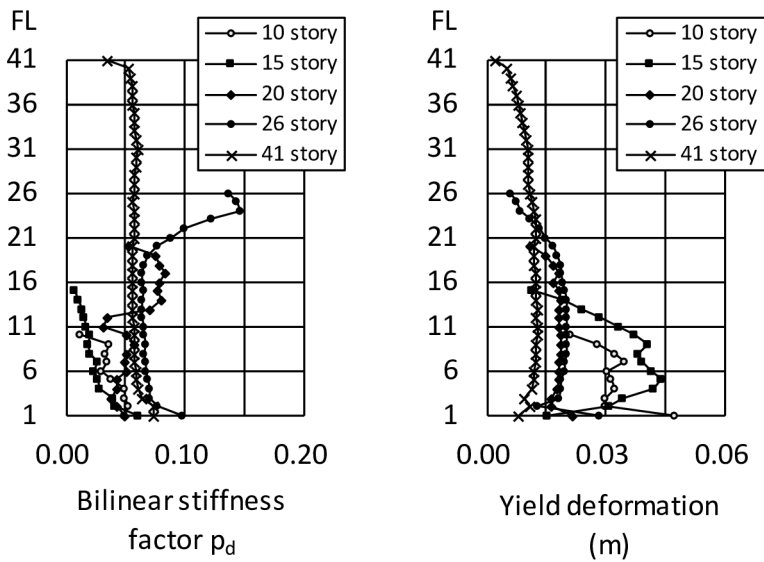 FL
10 story
15 story
20 story
26 story
41 story
41
36
31
26
21
16
11
6
1
0.00 0.10 0.20
Bilinear stiffness
factor pd
FL
10 story
15 story
20 story
26 story
41 story
41
36
31
26
21
16
11
6
1
0.00 0.03 0.06
Yield deformation
(m)